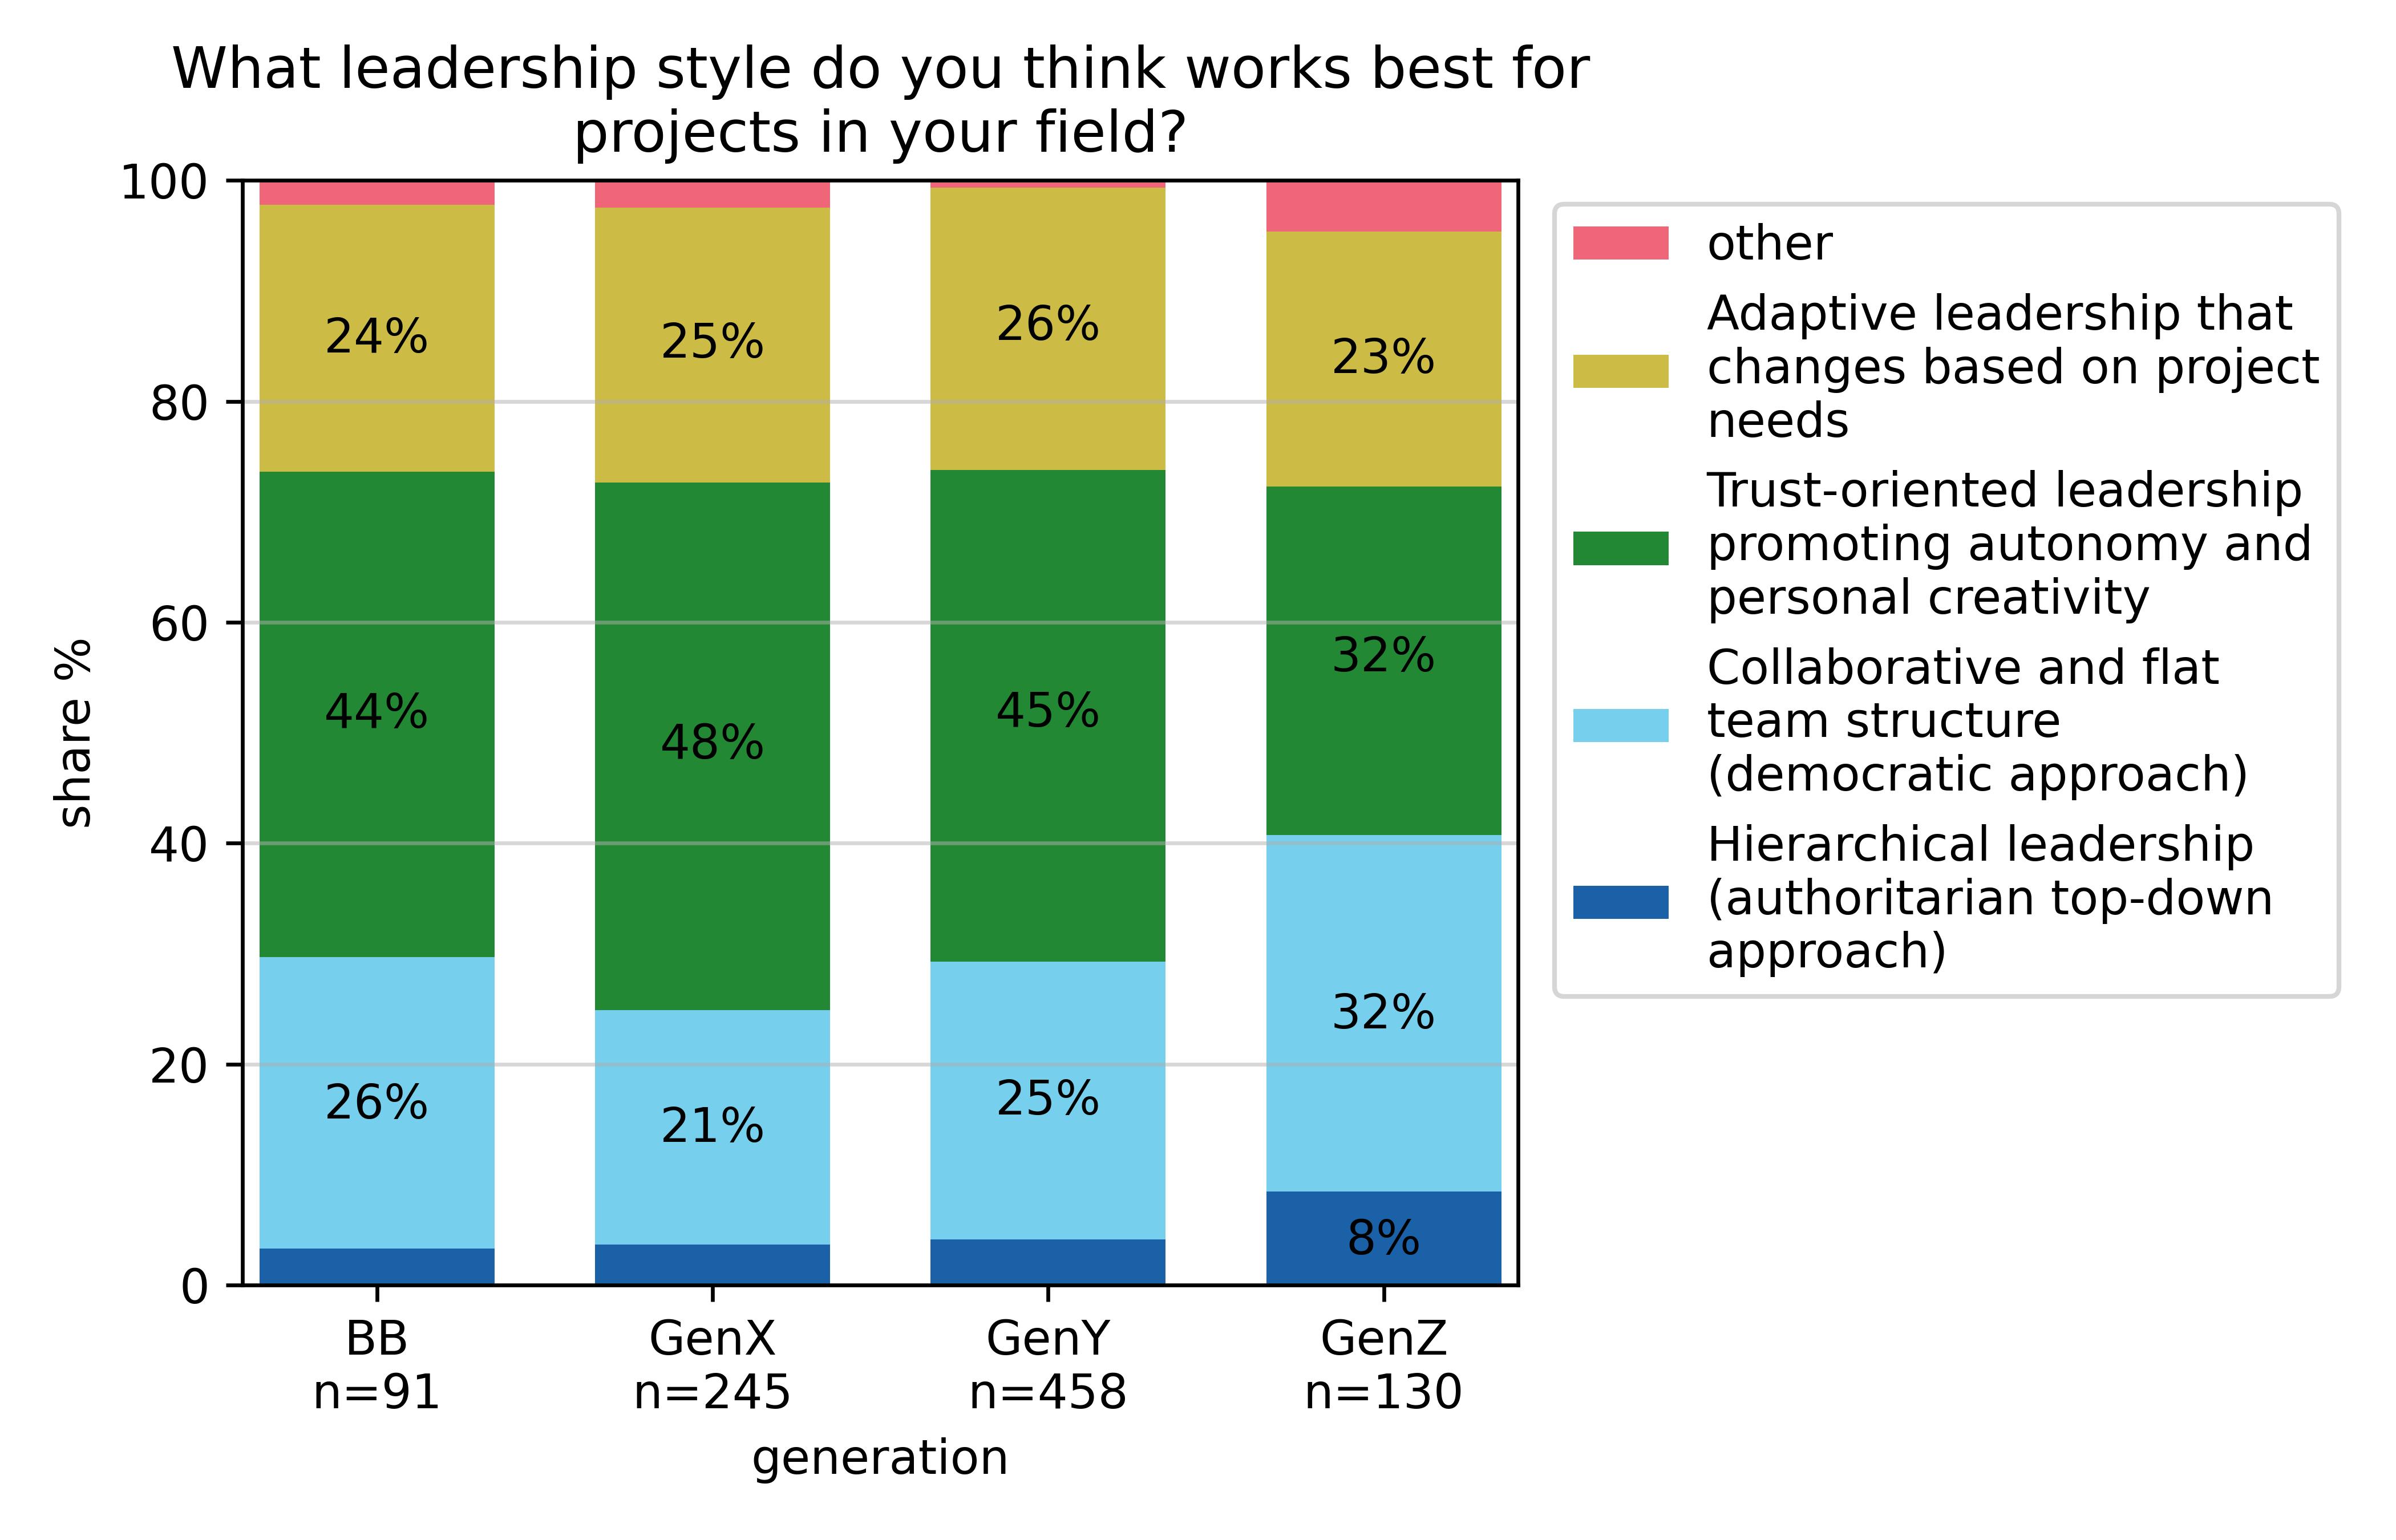 What leadership style do you think works best for
projects in your field?
share %
100
80
60
40
20
0
24%
44%
26%
25%
48%
21%
26%
45%
25%
23%
32%
32%
8%
BB
n=91
GenX
n=245
GenY
n=458
GenZ
n=130
generation
other
Adaptive leadership that
changes based on project
needs
Trust-oriented leadership
promoting autonomy and
personal creativity
Collaborative and flat
team structure
(democratic approach)
Hierarchical leadership
(authoritarian top-down
approach)